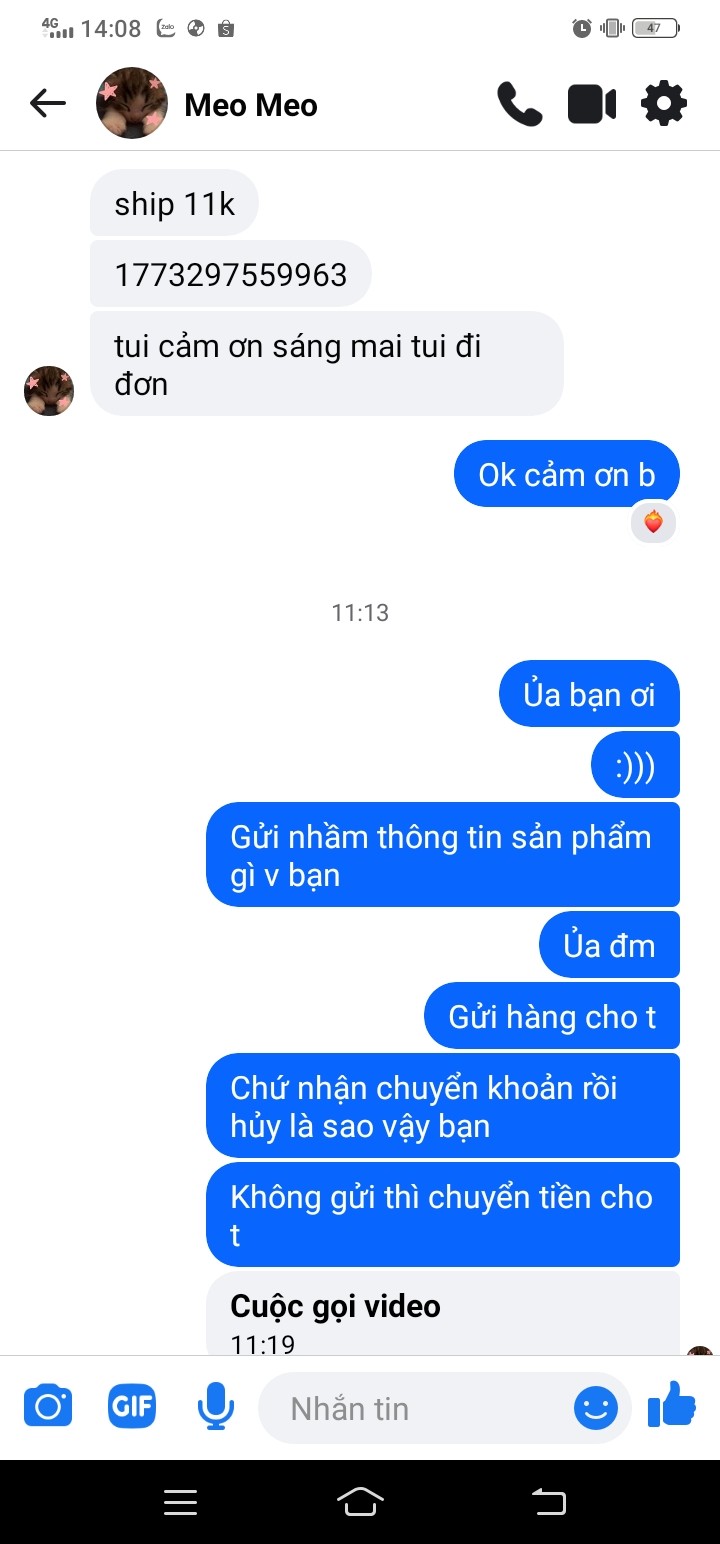 4G 14:08 Zalo 47
Meo Meo
ship 11k
1773297559963
tui cảm ơn sáng mai tui đi
đơn
Ok cảm ơn b
11:13
Ủa bạn ơi
:)))
Gửi nhầm thông tin sản phẩm
gì v bạn
Ủa đm
Gửi hàng cho t
Chứ nhận chuyển khoản rồi
hủy là sao vậy bạn
Không gửi thì chuyển tiền cho
t
Cuộc gọi video
11:19
GIF
Nhắn tin